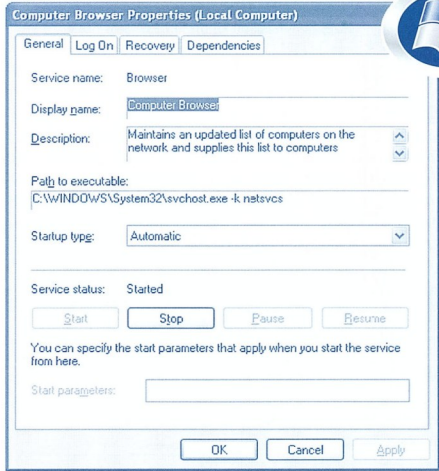 Computer Browser Properties (Local Computer)
General Log On Recovery Dependencies
Service name: Browser
Display name: Computer Browser
Description: Maintains an updated list of computers on the
network and supplies this list to computers
Path to executable:
C:\WINDOWS\System32\svchost.exe -k netsvcs
Startup type: Automatic
Service status: Started
Start Stop Pause Resume
You can specify the start parameters that apply when you start the service
from here.
Start parameters:
OK Cancel Apply